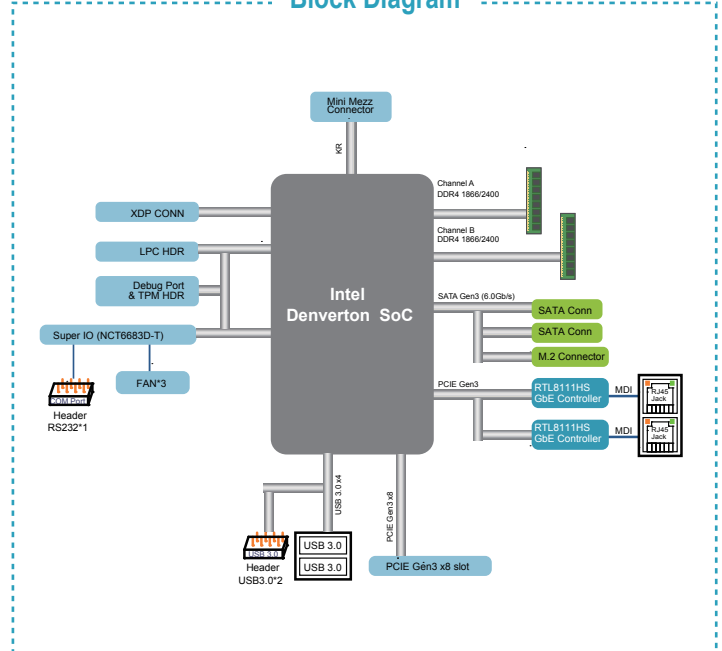 Block Diagram
Mini Mezz
Connector
KR
Channel A
DDR4 1866/2400
XDP CONN
Channel B
DDR4 1866/2400
LPC HDR
Debug Port
& TPM HDR
Intel
Denverton SoC
SATA Gen3 (6.0Gb/s)
SATA Conn
SATA Conn
M.2 Connector
Super IO (NCT6683D-T)
FAN*3
COM Port
Header
RS232*1
PCIE Gen3
RTL8111HS
GbE Controller
MDI
RJ45
Jack
RTL8111HS
GbE Controller
MDI
RJ45
Jack
USB 3.0 x4
PCIE Gen3 x8
USB 3.0
Header
USB3.0*2
USB 3.0
USB 3.0
PCIE Gen3 x8 slot